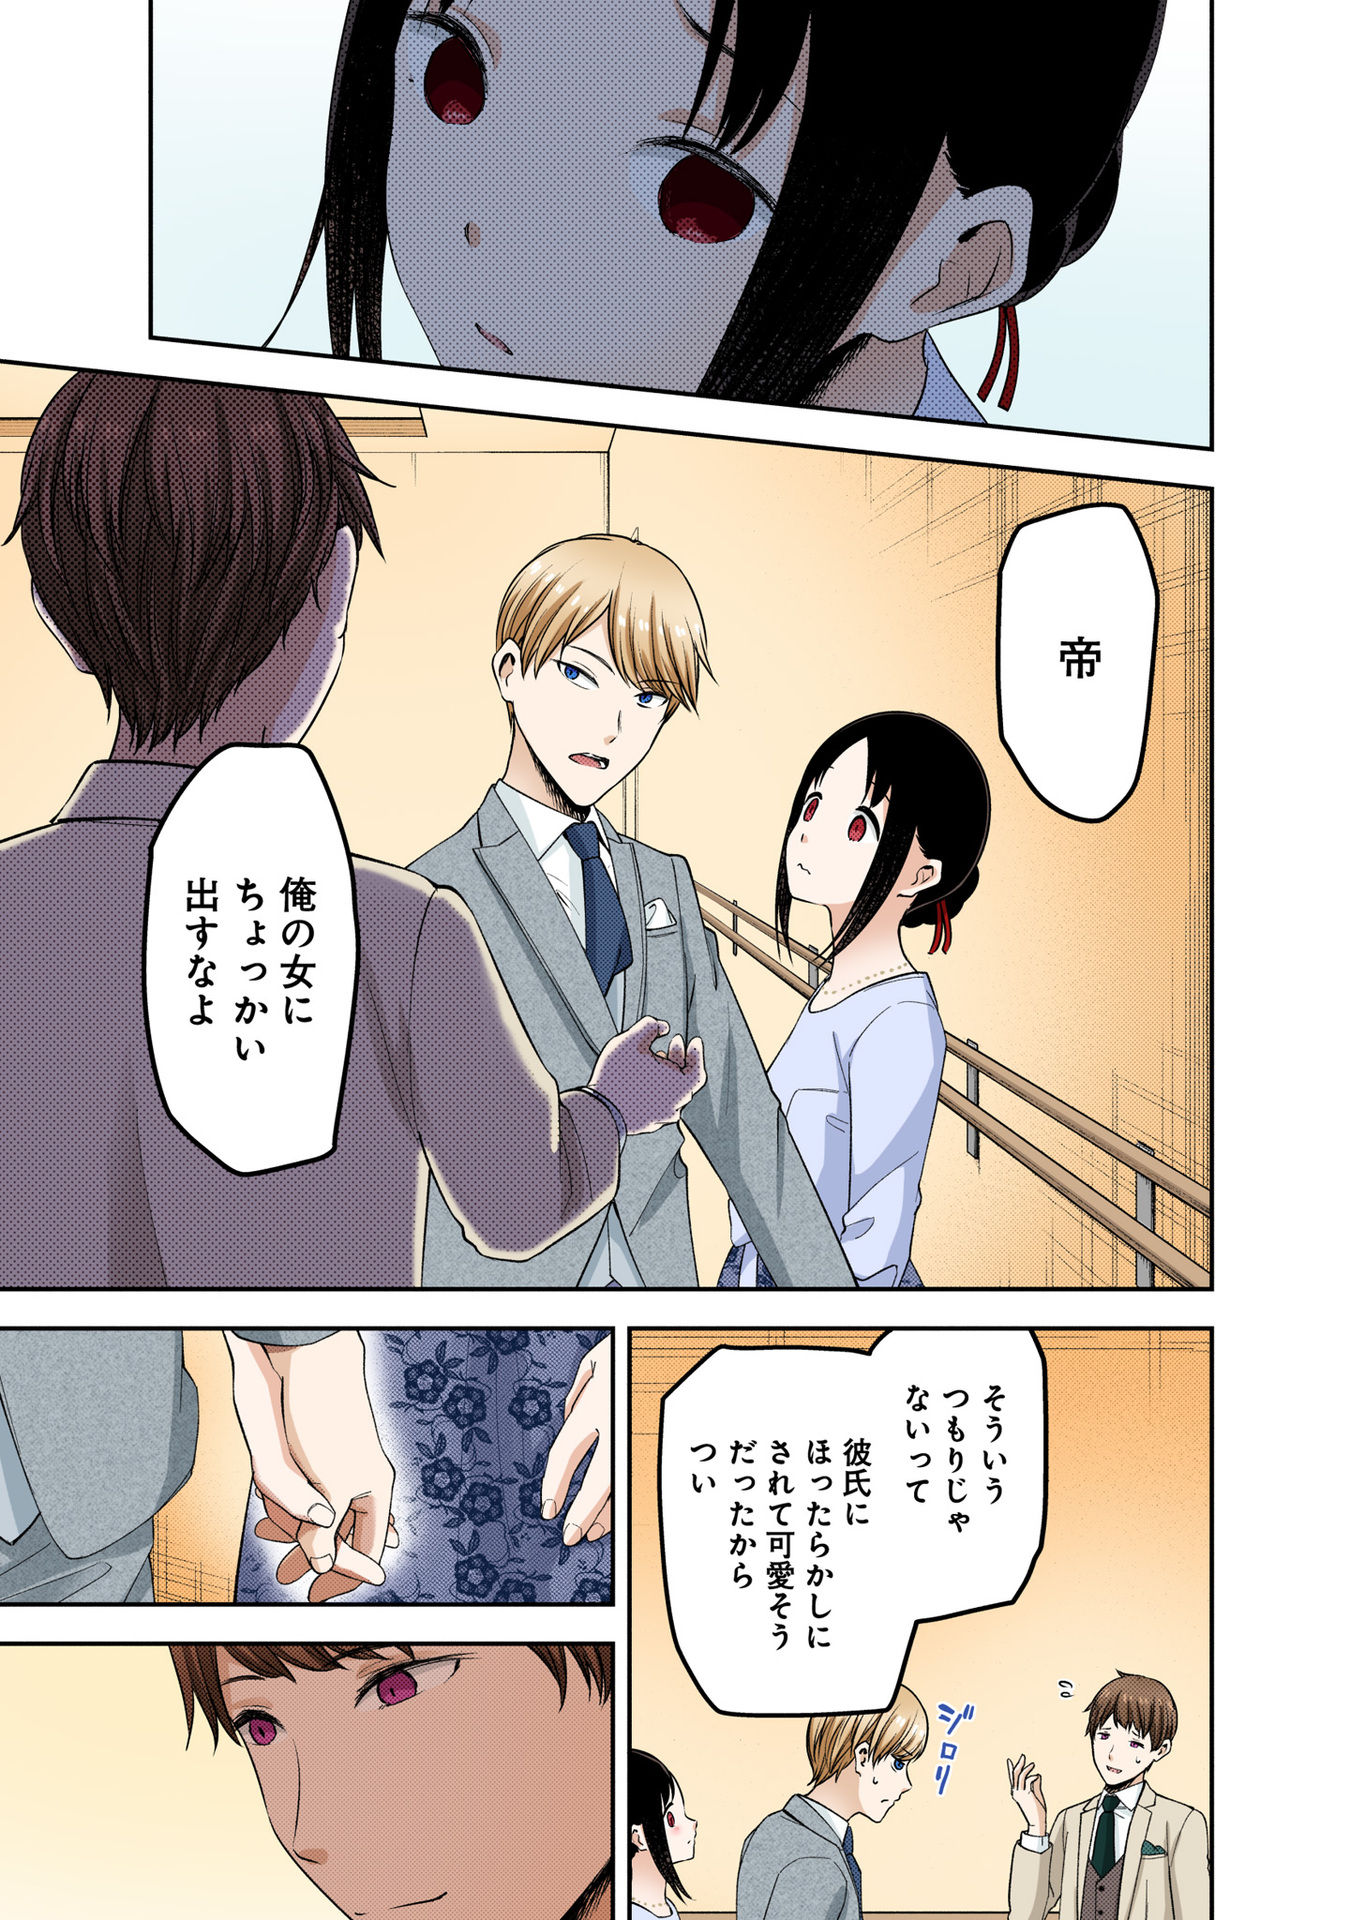 帝
俺の女に
ちょっかい
出すなよ
そういう
つもりじゃ
ないって
彼氏に
ほったらかしに
されて可愛そう
だったから
つい
ジロリ